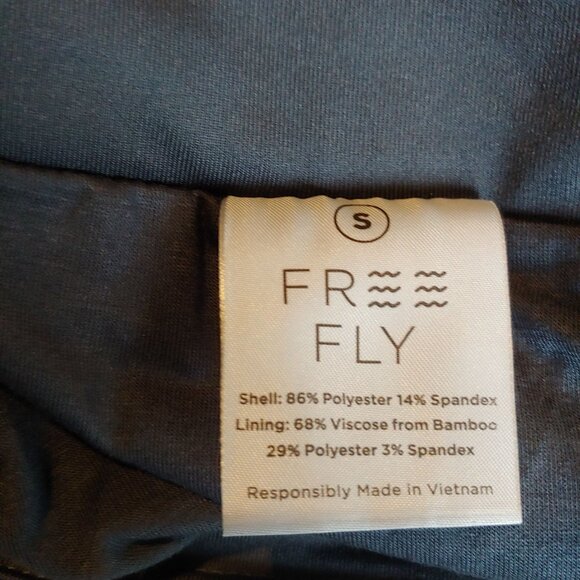 S
FREE
FLY
Shell: 86% Polyester 14% Spandex
Lining: 68% Viscose from Bamboo
29% Polyester 3% Spandex
Responsibly Made in Vietnam